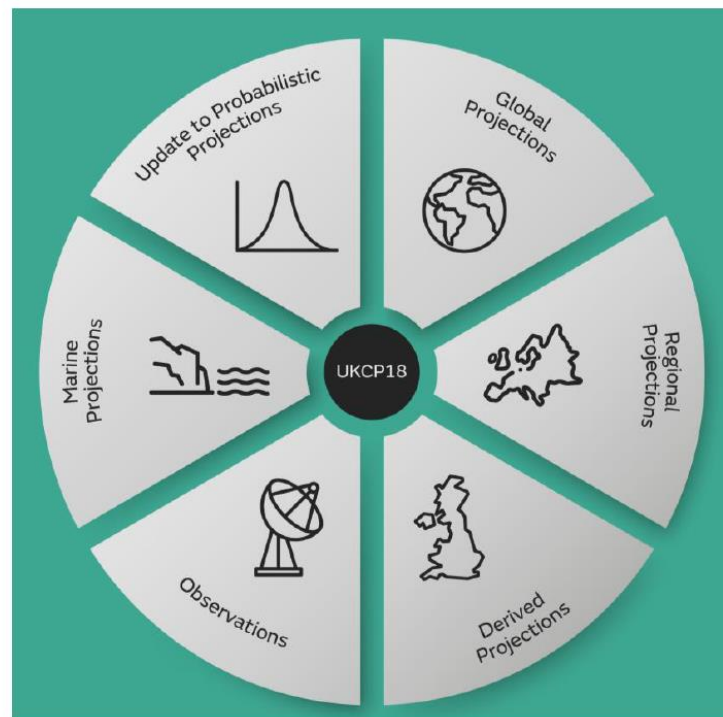 Update to Probabilistic
Projections
Global
Projections
Marine
Projections
UKCP18
Regional
Projections
Observations
Derived
Projections